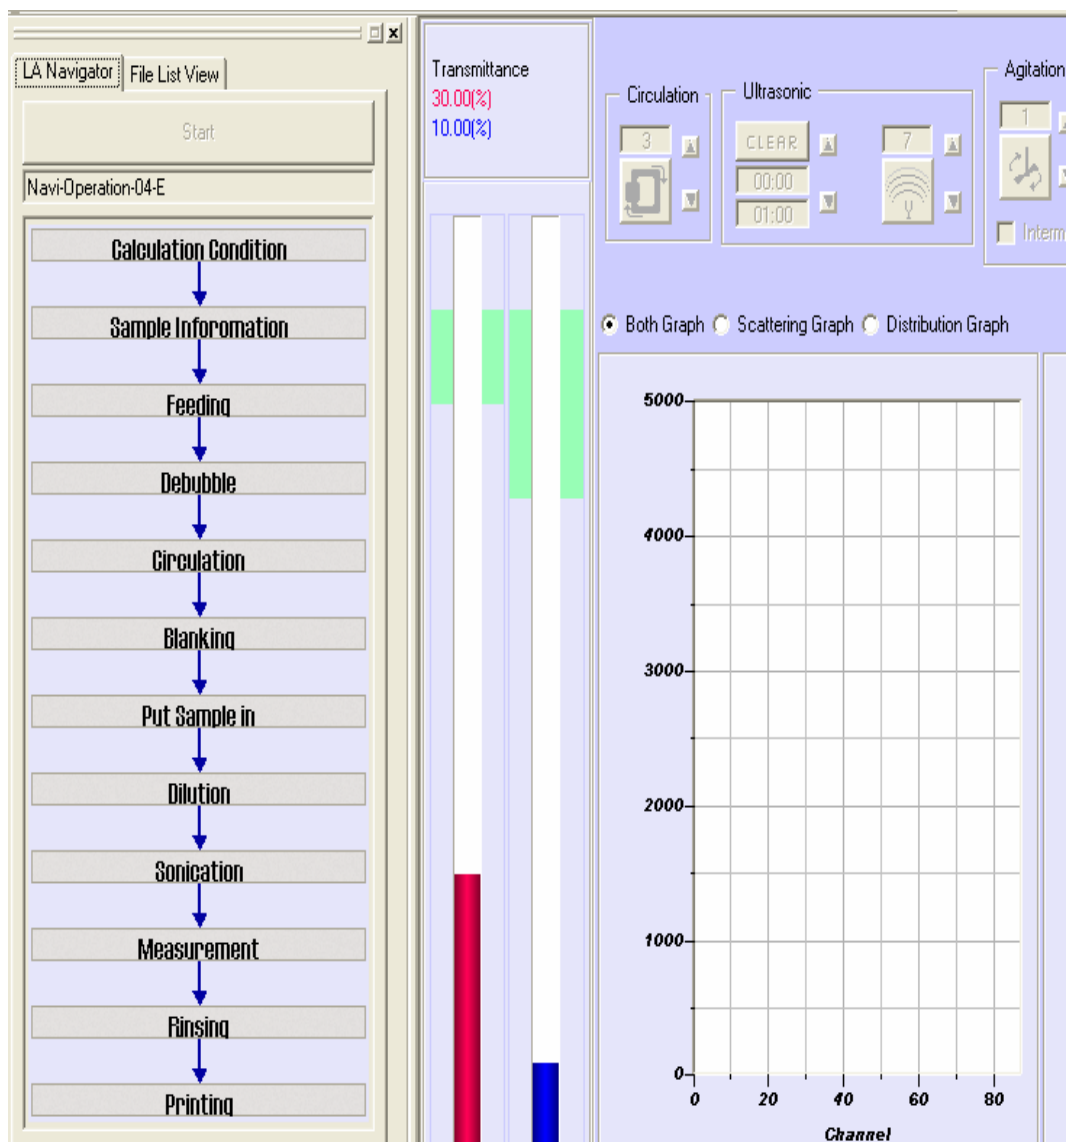 LA Navigator
File List View
Start
Navi-Operation-04-E
Calculation Condition
Sample Inforomation
Feeding
Debubble
Circulation
Blanking
Put Sample in
Dilution
Sonication
Measurement
Rinsing
Printing
Transmittance
30.00(%)
10.00(%)
Circulation
3
Ultrasonic
CLEAR
00:00
01:00
7
Agitation
1
Interm
Both Graph
Scattering Graph
Distribution Graph
5000
4000
3000
2000
1000
0
0 20 40 60 80
Channel